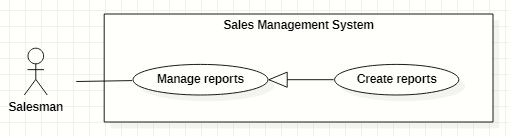 Sales Management System
Manage reports
Create reports
Salesman